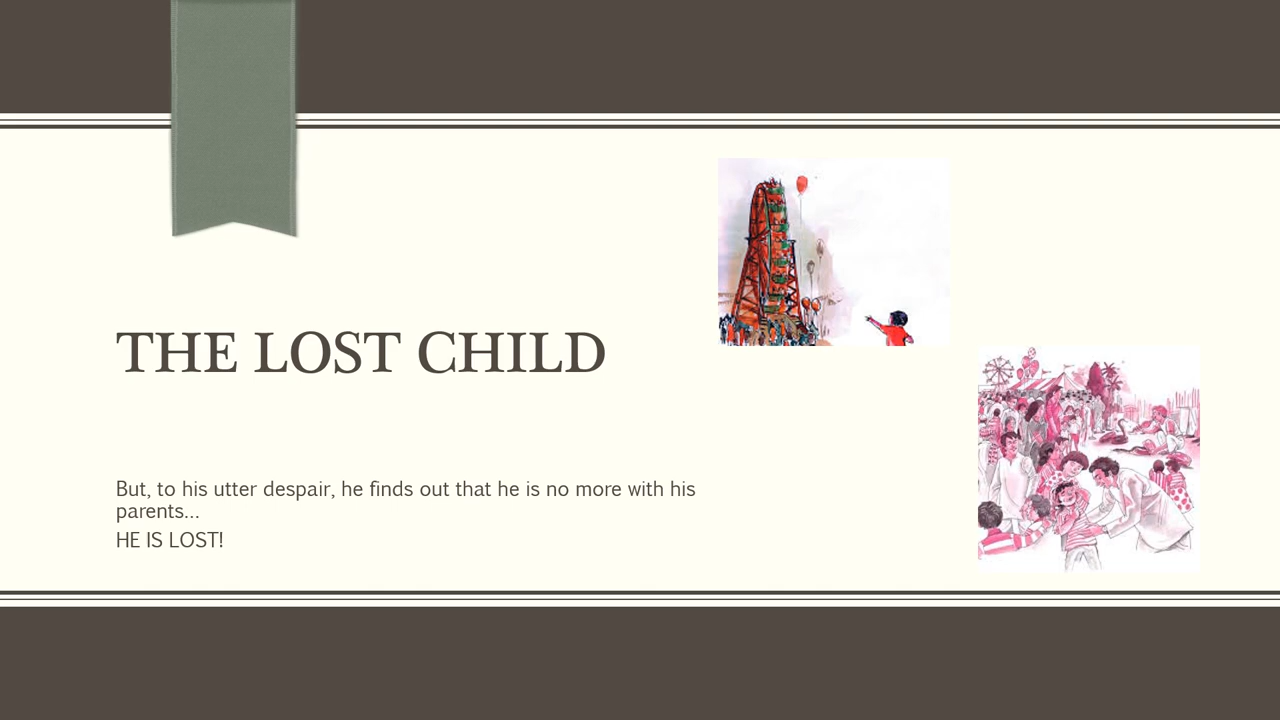 THE LOST CHILD
But, to his utter despair, he finds out that he is no more with his
parents...
HE IS LOST!